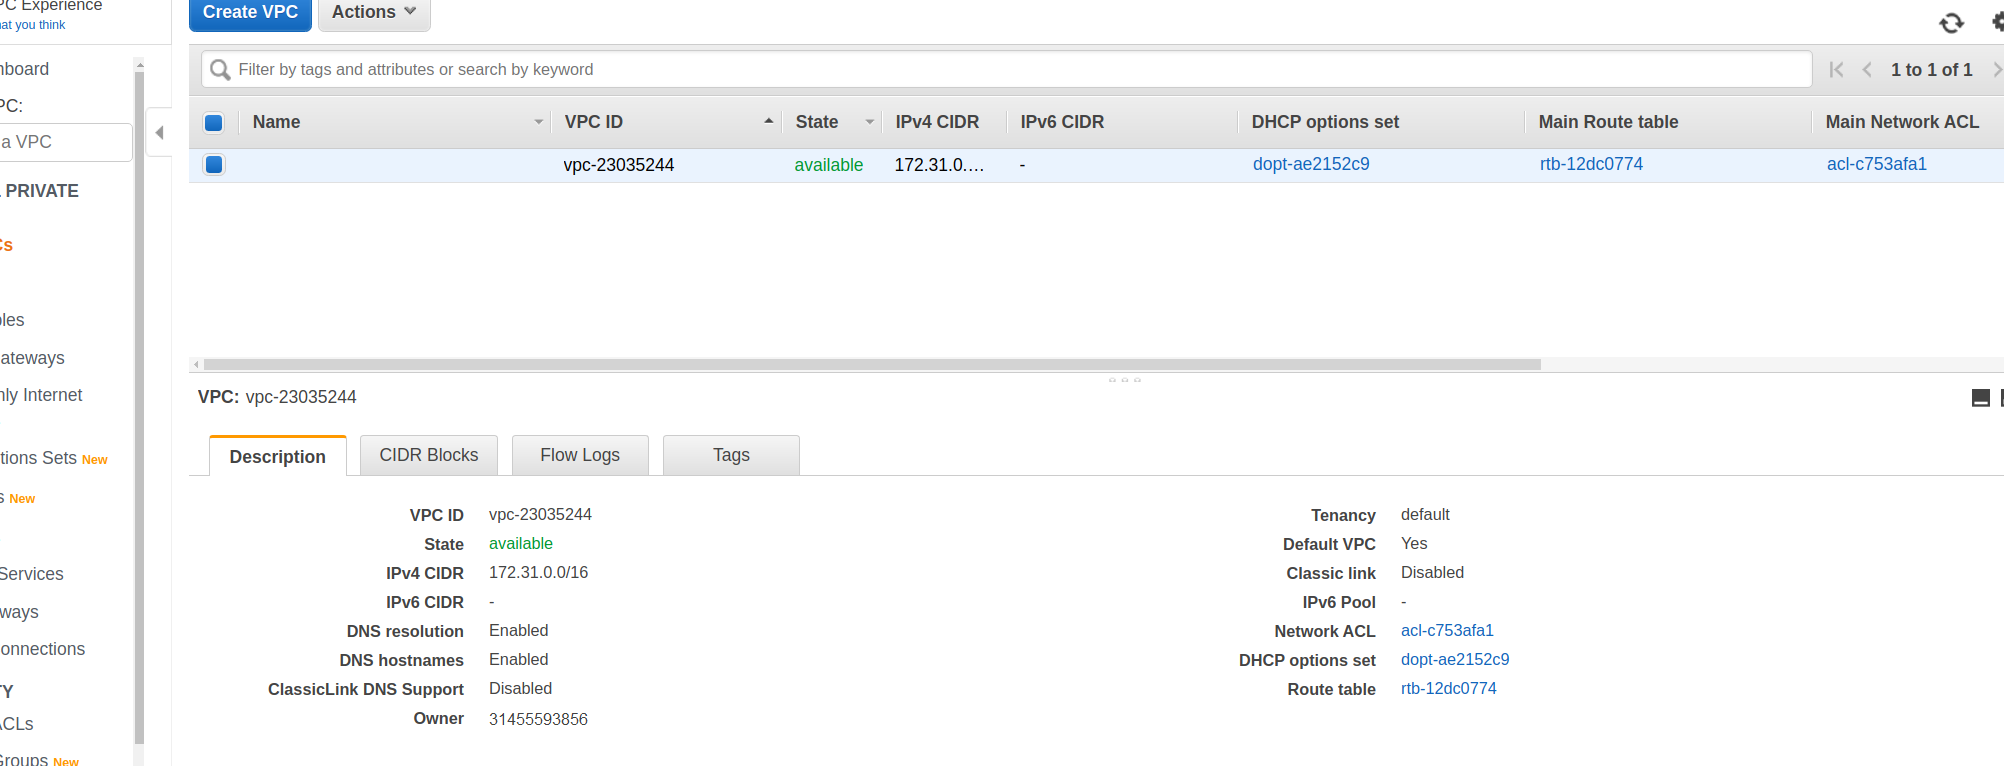 PC Experience
hat you think
Create VPC
Actions
hboard
PC:
a VPC
PRIVATE
Cs
bles
ateways
nly Internet
tions Sets New
s New
Services
ways
onnections
TY
ACLs
Groups New
Filter by tags and attributes or search by keyword
1 to 1 of 1
Name VPC ID State IPv4 CIDR IPv6 CIDR DHCP options set Main Route table Main Network ACL
vpc-23035244 available 172.31.0.… - dopt-ae2152c9 rtb-12dc0774 acl-c753afa1
VPC: vpc-23035244
Description CIDR Blocks Flow Logs Tags
VPC ID vpc-23035244
State available
IPv4 CIDR 172.31.0.0/16
IPv6 CIDR -
DNS resolution Enabled
DNS hostnames Enabled
ClassicLink DNS Support Disabled
Owner 31455593856
Tenancy default
Default VPC Yes
Classic link Disabled
IPv6 Pool -
Network ACL acl-c753afa1
DHCP options set dopt-ae2152c9
Route table rtb-12dc0774